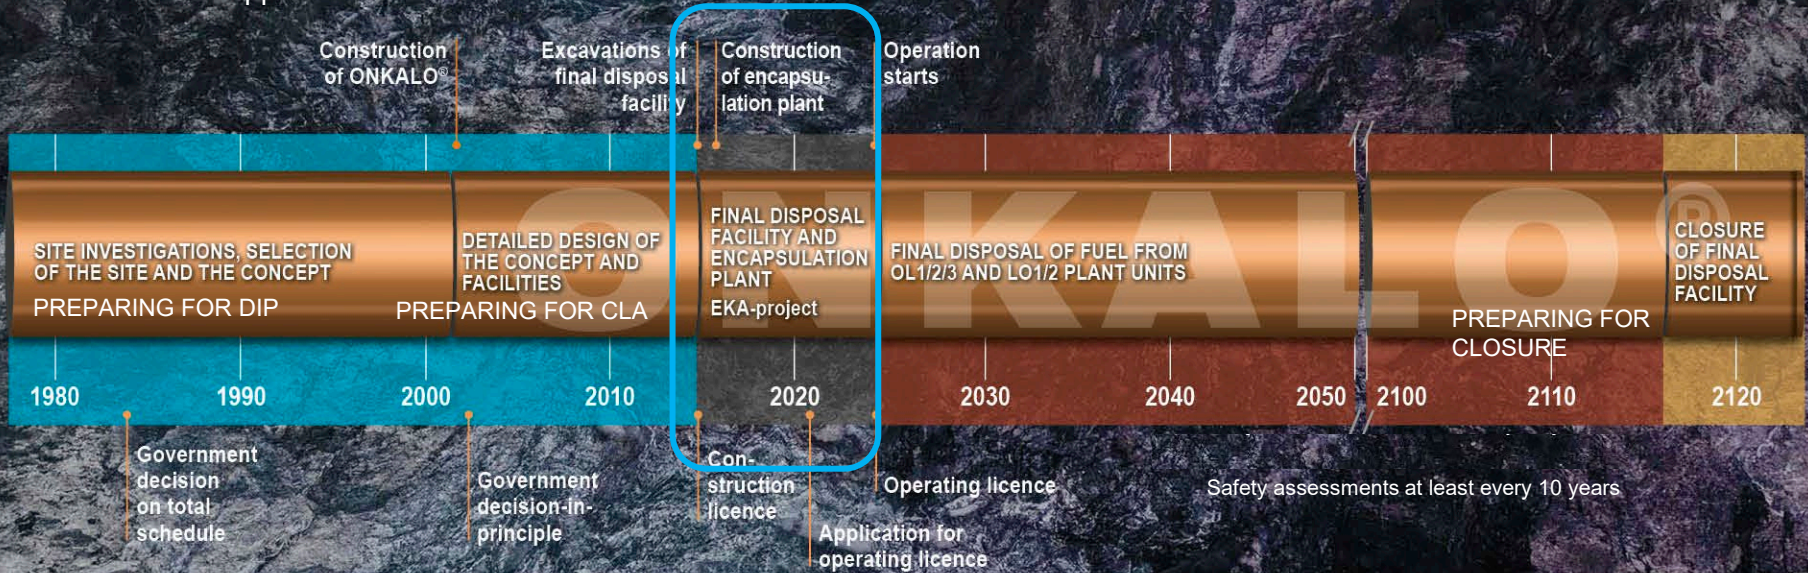 Construction
of ONKALO®
Excavations of
final disposal
facility
Construction
of encapsu-
lation plant
Operation
starts
ONKALO®
SITE INVESTIGATIONS, SELECTION
OF THE SITE AND THE CONCEPT
PREPARING FOR DIP
DETAILED DESIGN OF
THE CONCEPT AND
FACILITIES
PREPARING FOR CLA
FINAL DISPOSAL
FACILITY AND
ENCAPSULATION
PLANT
EKA-project
FINAL DISPOSAL OF FUEL FROM
OL1/2/3 AND LO1/2 PLANT UNITS
PREPARING FOR
CLOSURE
CLOSURE
OF FINAL
DISPOSAL
FACILITY
1980 1990 2000 2010 2020 2030 2040 2050 2100 2110 2120
Government
decision
on total
schedule
Government
decision-in-
principle
Con-
struction
licence
Application for
operating licence
Operating licence
Safety assessments at least every 10 years